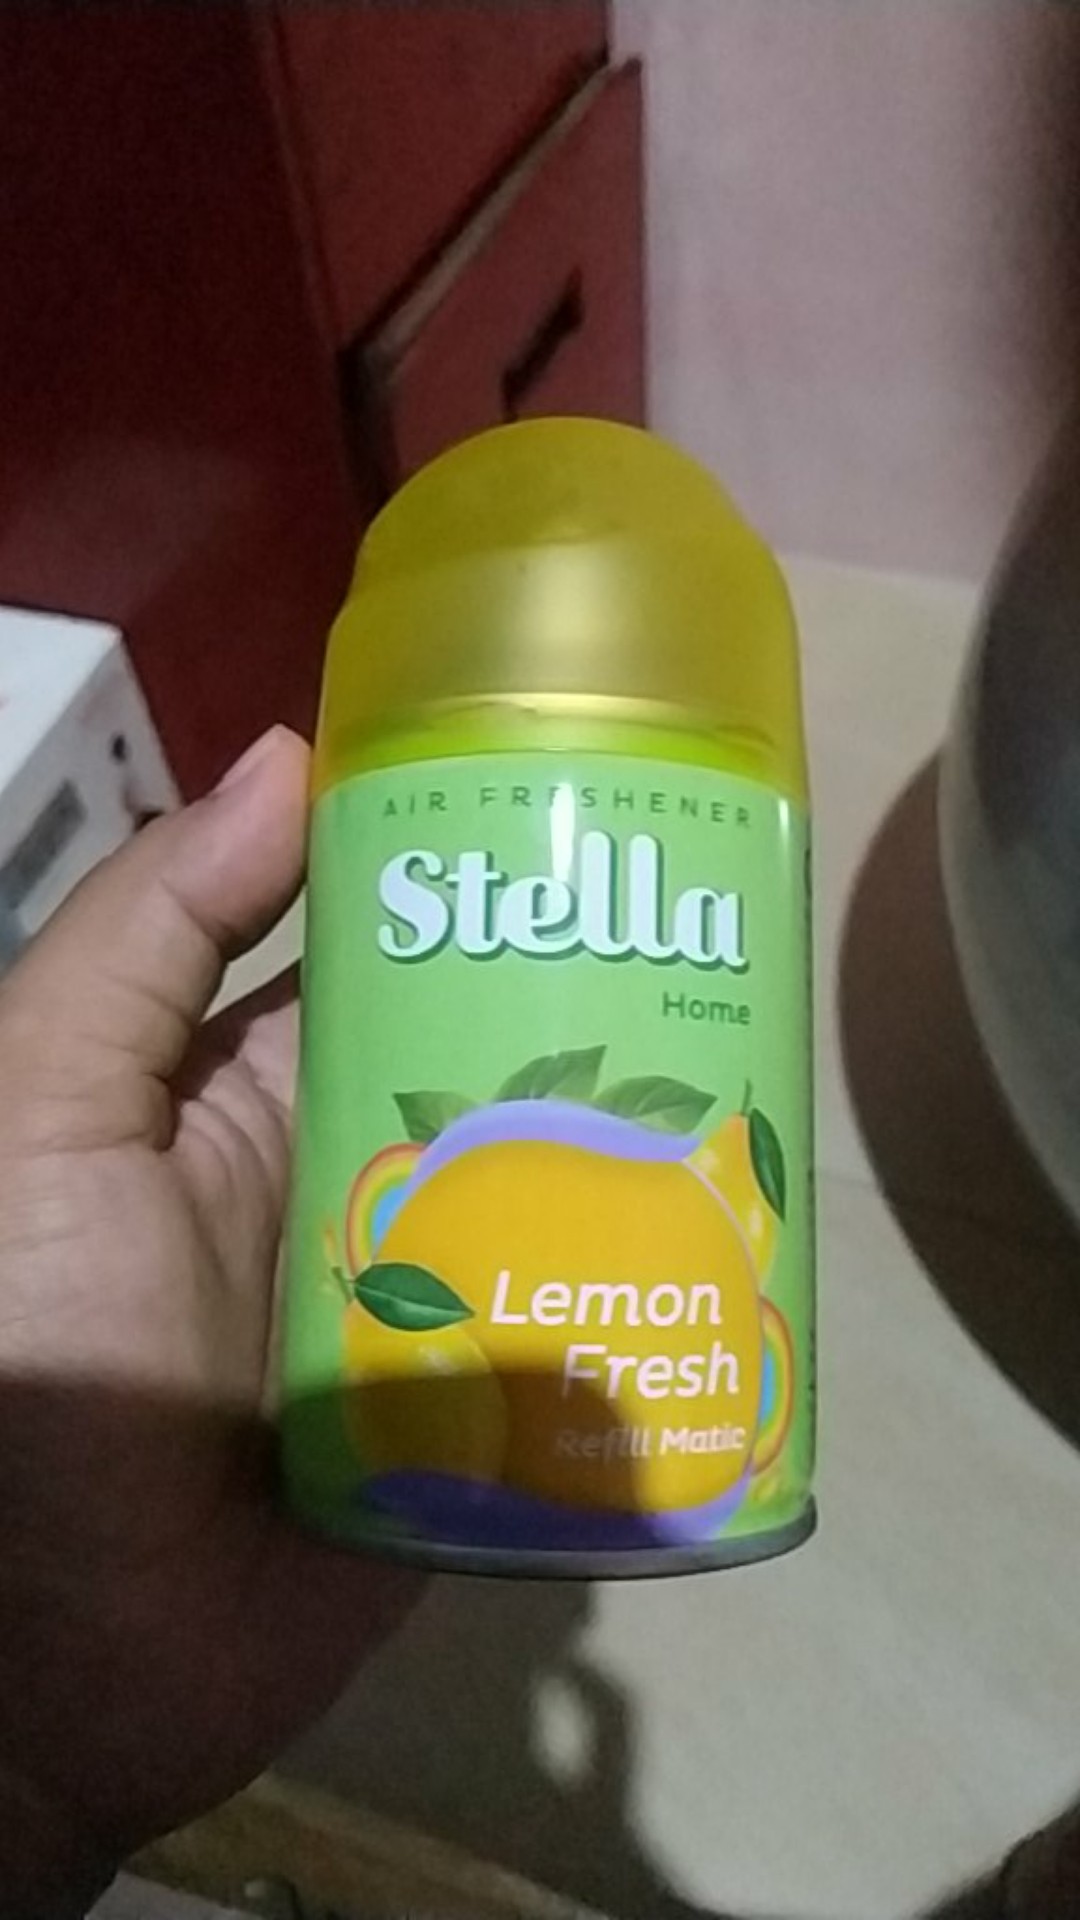 AIR FRESHENER
Stella
Home
Lemon
Fresh
Refill Matic